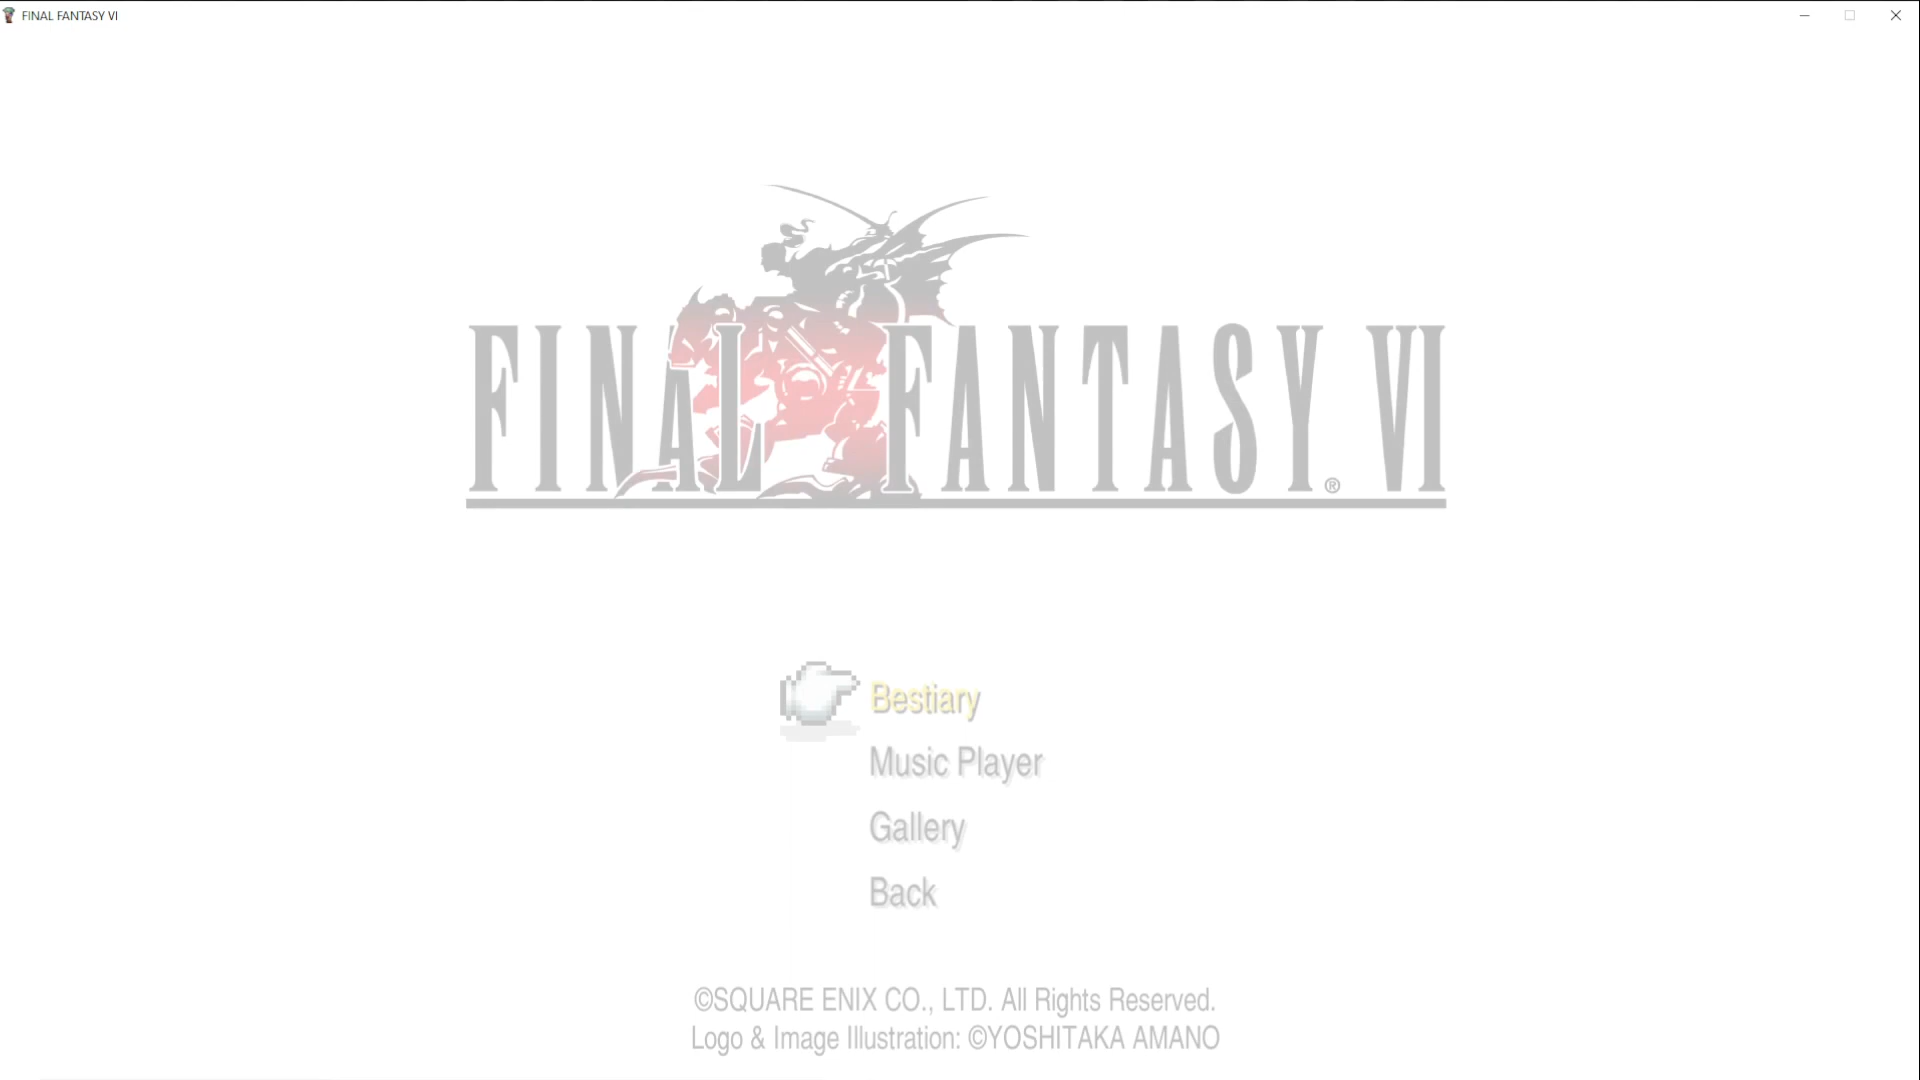 FINAL FANTASY VI
FINAL FANTASY VI®
Bestiary
Music Player
Gallery
Back
©SQUARE ENIX CO., LTD. All Rights Reserved.
Logo & Image Illustration: ©YOSHITAKA AMANO